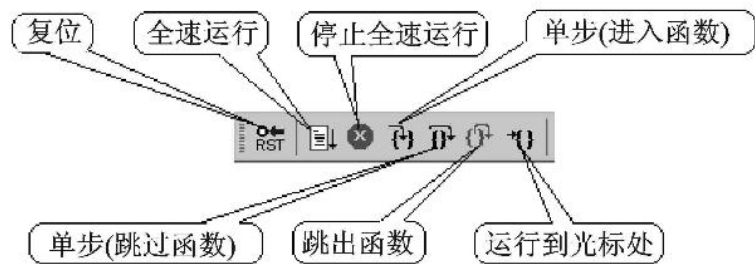 复位
全速运行
停止全速运行
单步(进入函数)
RST
单步(跳过函数)
跳出函数
运行到光标处